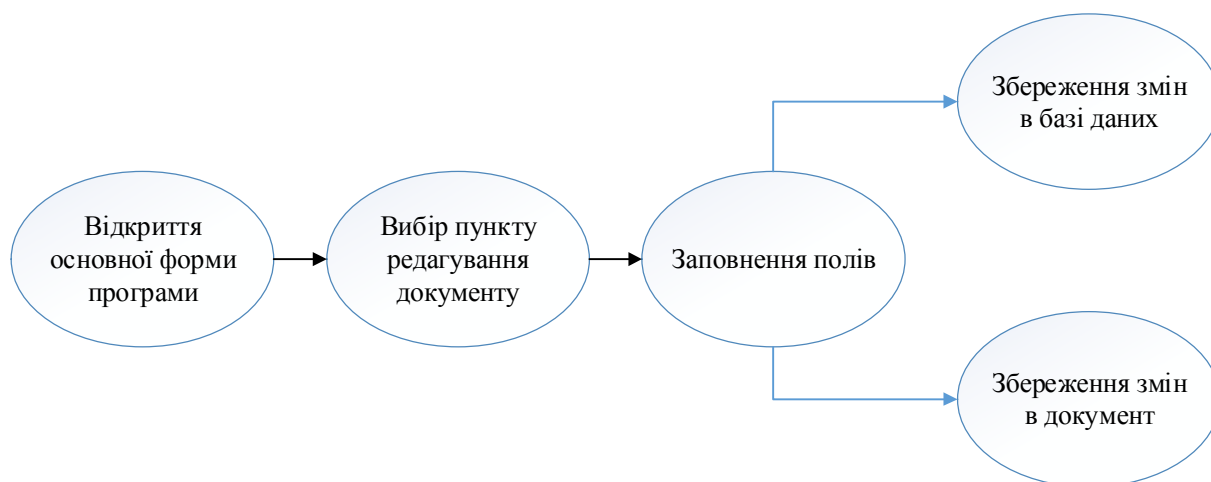 Відкриття
основної форми
програми
Вибір пункту
редагування
документу
Заповнення полів
Збереження змін
в базі даних
Збереження змін
в документ